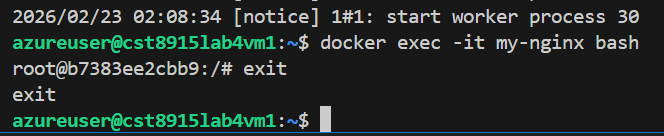 2026/02/23 02:08:34 [notice] 1#1: start worker process 30
azureuser@cst8915lab4vm1:~$ docker exec -it my-nginx bash
root@b7383ee2cbb9:/# exit
exit
azureuser@cst8915lab4vm1:~$